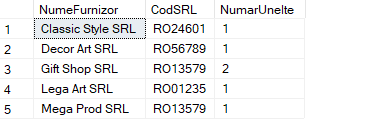 NumeFurnizor CodSRL NumarUnelte
1 Classic Style SRL RO24601 1
2 Decor Art SRL RO56789 1
3 Gift Shop SRL RO13579 2
4 Lega Art SRL RO01235 1
5 Mega Prod SRL RO13579 1